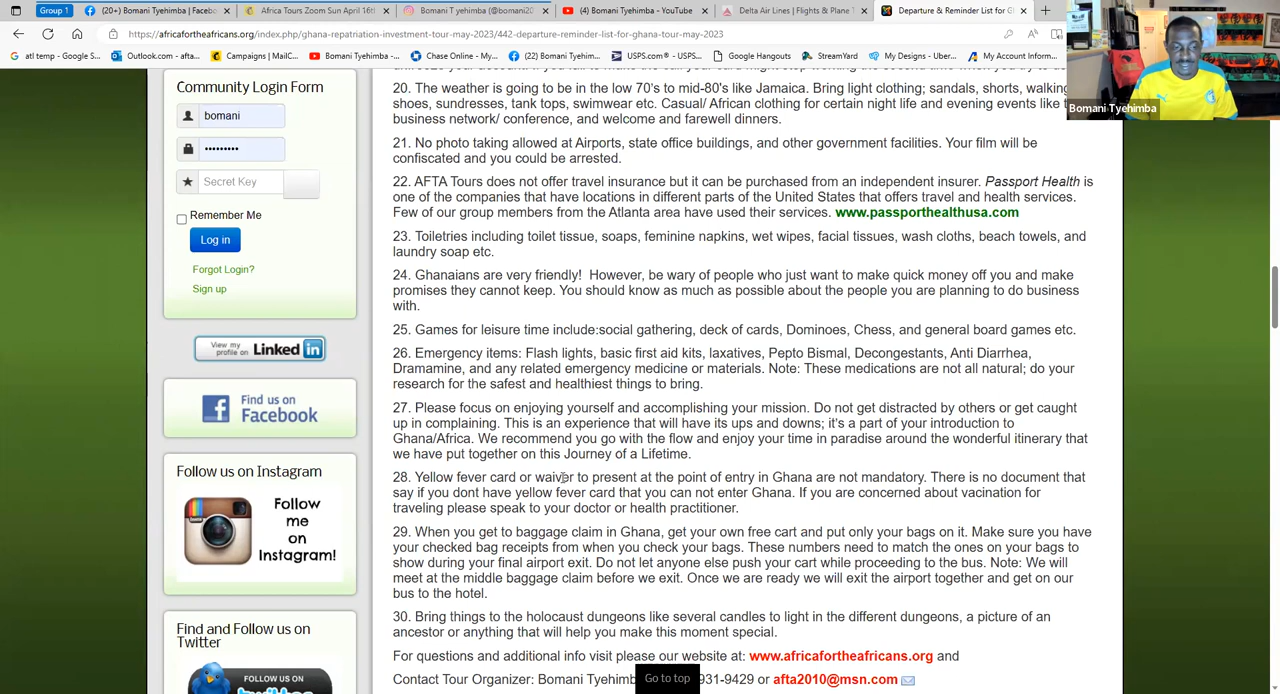 Group 1
(20+) Bomani Tyehimba | Facebo
Africa Tours Zoom Sun April 16th
Bomani Tyehimba (@bomani20
(4) Bomani Tyehimba - YouTube
Delta Air Lines | Flights & Plane T
Departure & Reminder List for G
https://africafortheafricans.org/index.php/ghana-repatriation-investment-tour-may-2023/442-departure-reminder-list-for-ghana-tour-may-2023
atl temp - Google S...
Outlook.com - afta...
Campaigns | MailC...
Bomani Tyehimba -...
Chase Online - My...
(22) Bomani Tyehim...
USPS.com® - USPS...
Google Hangouts
StreamYard
My Designs - Uber...
My Account Inform...
Bomani Tyehimba
Community Login Form
bomani
•••••••••
Secret Key
Remember Me
Log in
Forgot Login?
Sign up
View my
profile on LinkedIn
Find us on
Facebook
Follow us on Instagram
Follow
me
on
Instagram!
Find and Follow us on
Twitter
20. The weather is going to be in the low 70's to mid-80's like Jamaica. Bring light clothing; sandals, shorts, walking
shoes, sundresses, tank tops, swimwear etc. Casual/ African clothing for certain night life and evening events like
business network/ conference, and welcome and farewell dinners.
21. No photo taking allowed at Airports, state office buildings, and other government facilities. Your film will be
confiscated and you could be arrested.
22. AFTA Tours does not offer travel insurance but it can be purchased from an independent insurer. Passport Health is
one of the companies that have locations in different parts of the United States that offers travel and health services.
Few of our group members from the Atlanta area have used their services. www.passporthealthusa.com
23. Toiletries including toilet tissue, soaps, feminine napkins, wet wipes, facial tissues, wash cloths, beach towels, and
laundry soap etc.
24. Ghanaians are very friendly! However, be wary of people who just want to make quick money off you and make
promises they cannot keep. You should know as much as possible about the people you are planning to do business
with.
25. Games for leisure time include:social gathering, deck of cards, Dominoes, Chess, and general board games etc.
26. Emergency items: Flash lights, basic first aid kits, laxatives, Pepto Bismal, Decongestants, Anti Diarrhea,
Dramamine, and any related emergency medicine or materials. Note: These medications are not all natural; do your
research for the safest and healthiest things to bring.
27. Please focus on enjoying yourself and accomplishing your mission. Do not get distracted by others or get caught
up in complaining. This is an experience that will have its ups and downs; it's a part of your introduction to
Ghana/Africa. We recommend you go with the flow and enjoy your time in paradise around the wonderful itinerary that
we have put together on this Journey of a Lifetime.
28. Yellow fever card or waiver to present at the point of entry in Ghana are not mandatory. There is no document that
say if you dont have yellow fever card that you can not enter Ghana. If you are concerned about vacination for
traveling please speak to your doctor or health practitioner.
29. When you get to baggage claim in Ghana, get your own free cart and put only your bags on it. Make sure you have
your checked bag receipts from when you check your bags. These numbers need to match the ones on your bags to
show during your final airport exit. Do not let anyone else push your cart while proceeding to the bus. Note: We will
meet at the middle baggage claim before we exit. Once we are ready we will exit the airport together and get on our
bus to the hotel.
30. Bring things to the holocaust dungeons like several candles to light in the different dungeons, a picture of an
ancestor or anything that will help you make this moment special.
For questions and additional info visit please our website at: www.africafortheafricans.org and
Contact Tour Organizer: Bomani Tyehimb 931-9429 or afta2010@msn.com
Go to top